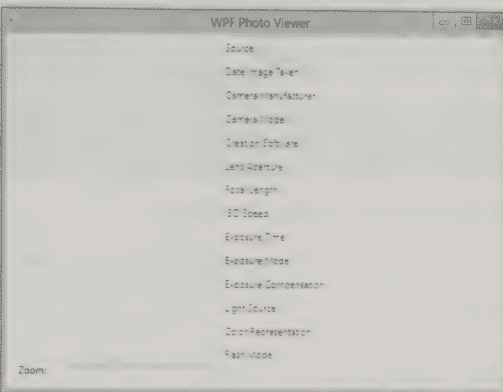 WPF Photo Viewer
Source
Date Image Taken
Camera Manufacturer
Camera Model
Creation Software
Lens Aperture
Focal Length
ISO Speed
Exposure Time
Exposure Mode
Exposure Compensation
Light Source
Color Representation
Flash Mode
Zoom: